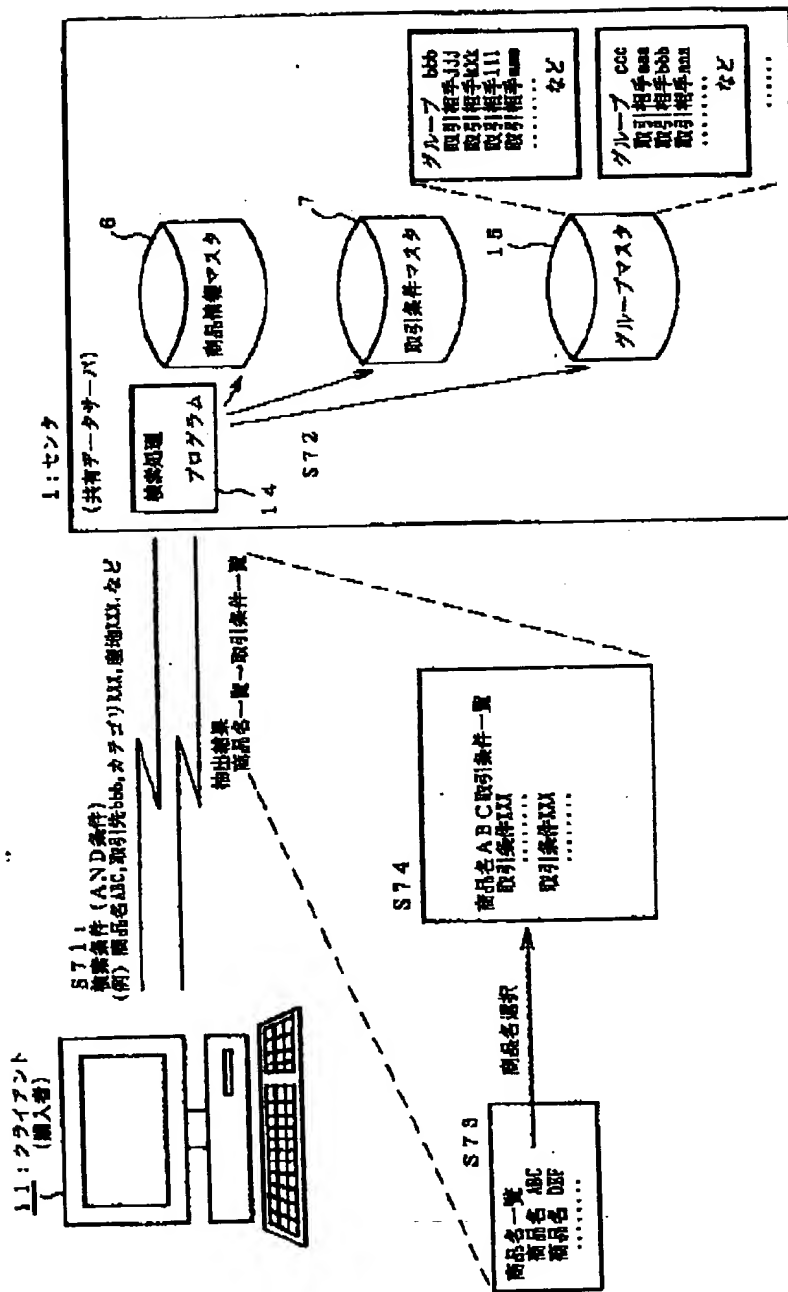 11:クライアント
(購入者)
S71:
検索条件(AND条件)
(例)商品名ABC,取引先bbb,カテゴリXXX,産地XXX,など
抽出結果
商品名一覧→取引条件一覧
1:センタ
(共有データサーバ)
検索処理
プログラム
14
S72
6
商品情報マスタ
7
取引条件マスタ
15
グループマスタ
グループ bbb
取引相手jjj
取引相手kkk
取引相手lll
取引相手mmm
........
など
グループ ccc
取引相手aaa
取引相手bbb
取引相手nnn
........
など
......
S73
商品名一覧
商品名 ABC
商品名 DEF
........
商品名選択
S74
商品名ABC取引条件一覧
取引条件XXX
........
取引条件XXX
........